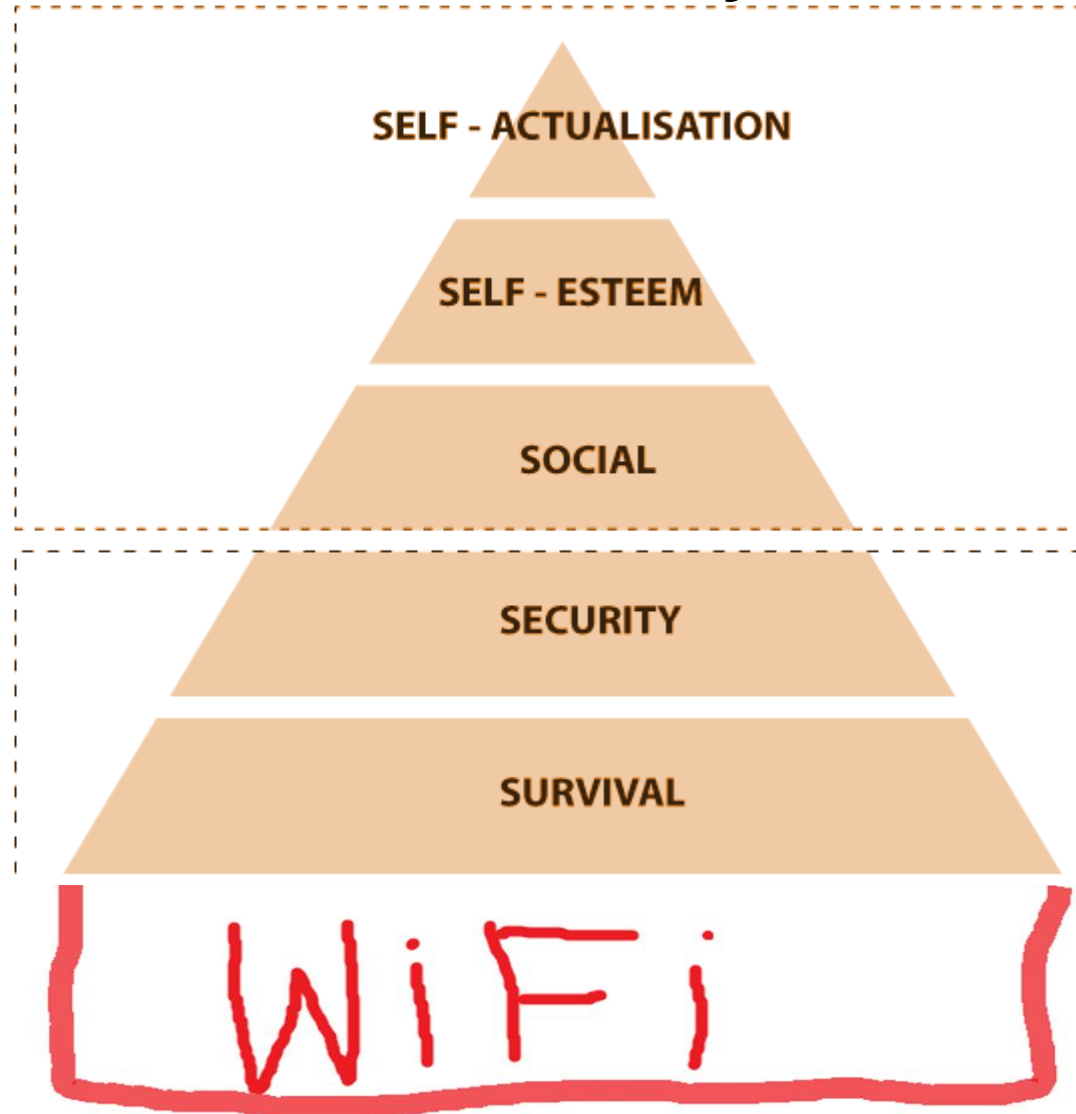 SELF - ACTUALISATION
SELF - ESTEEM
SOCIAL
SECURITY
SURVIVAL
WiFi